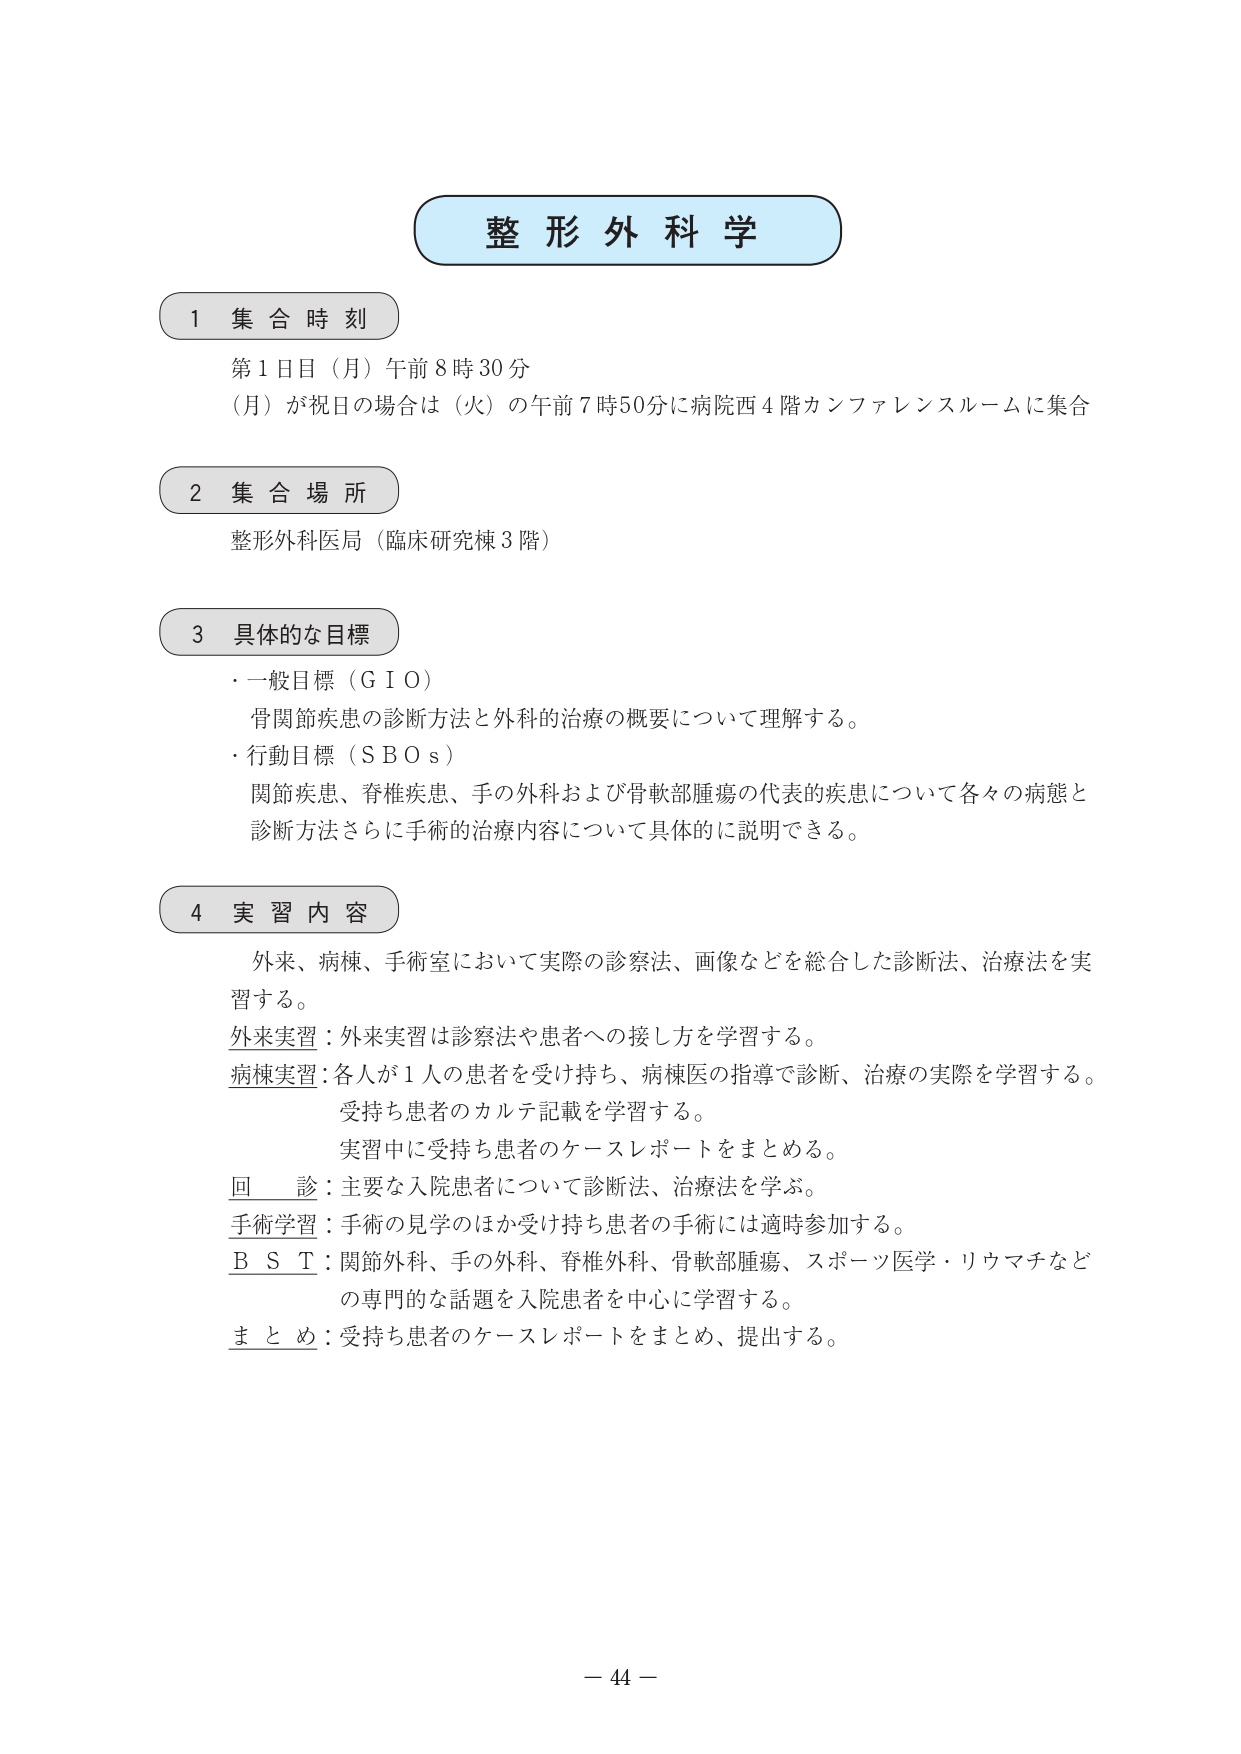 整形外科学
1 集合時刻
第１日目（月）午前８時30分
（月）が祝日の場合は（火）の午前７時50分に病院西４階カンファレンスルームに集合
2 集合場所
整形外科医局（臨床研究棟３階）
3 具体的な目標
・一般目標（ＧＩＯ）
骨関節疾患の診断方法と外科的治療の概要について理解する。
・行動目標（ＳＢＯｓ）
関節疾患、脊椎疾患、手の外科および骨軟部腫瘍の代表的疾患について各々の病態と
診断方法さらに手術的治療内容について具体的に説明できる。
4 実習内容
外来、病棟、手術室において実際の診察法、画像などを総合した診断法、治療法を実
習する。
外来実習：外来実習は診察法や患者への接し方を学習する。
病棟実習：各人が１人の患者を受け持ち、病棟医の指導で診断、治療の実際を学習する。
受持ち患者のカルテ記載を学習する。
実習中に受持ち患者のケースレポートをまとめる。
回　　診：主要な入院患者について診断法、治療法を学ぶ。
手術学習：手術の見学のほか受け持ち患者の手術には適時参加する。
Ｂ Ｓ Ｔ：関節外科、手の外科、脊椎外科、骨軟部腫瘍、スポーツ医学・リウマチなど
の専門的な話題を入院患者を中心に学習する。
ま と め：受持ち患者のケースレポートをまとめ、提出する。
－ 44 －